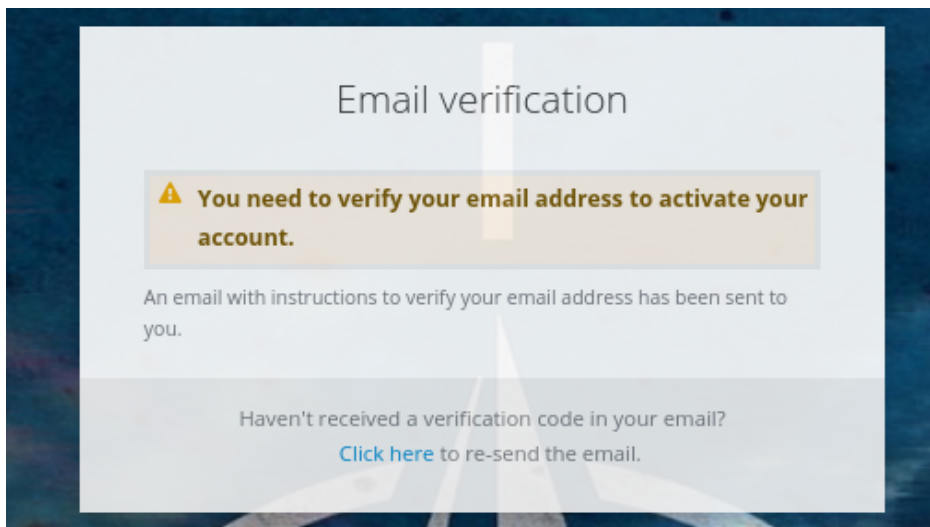 Email verification
You need to verify your email address to activate your
account.
An email with instructions to verify your email address has been sent to
you.
Haven't received a verification code in your email?
Click here to re-send the email.